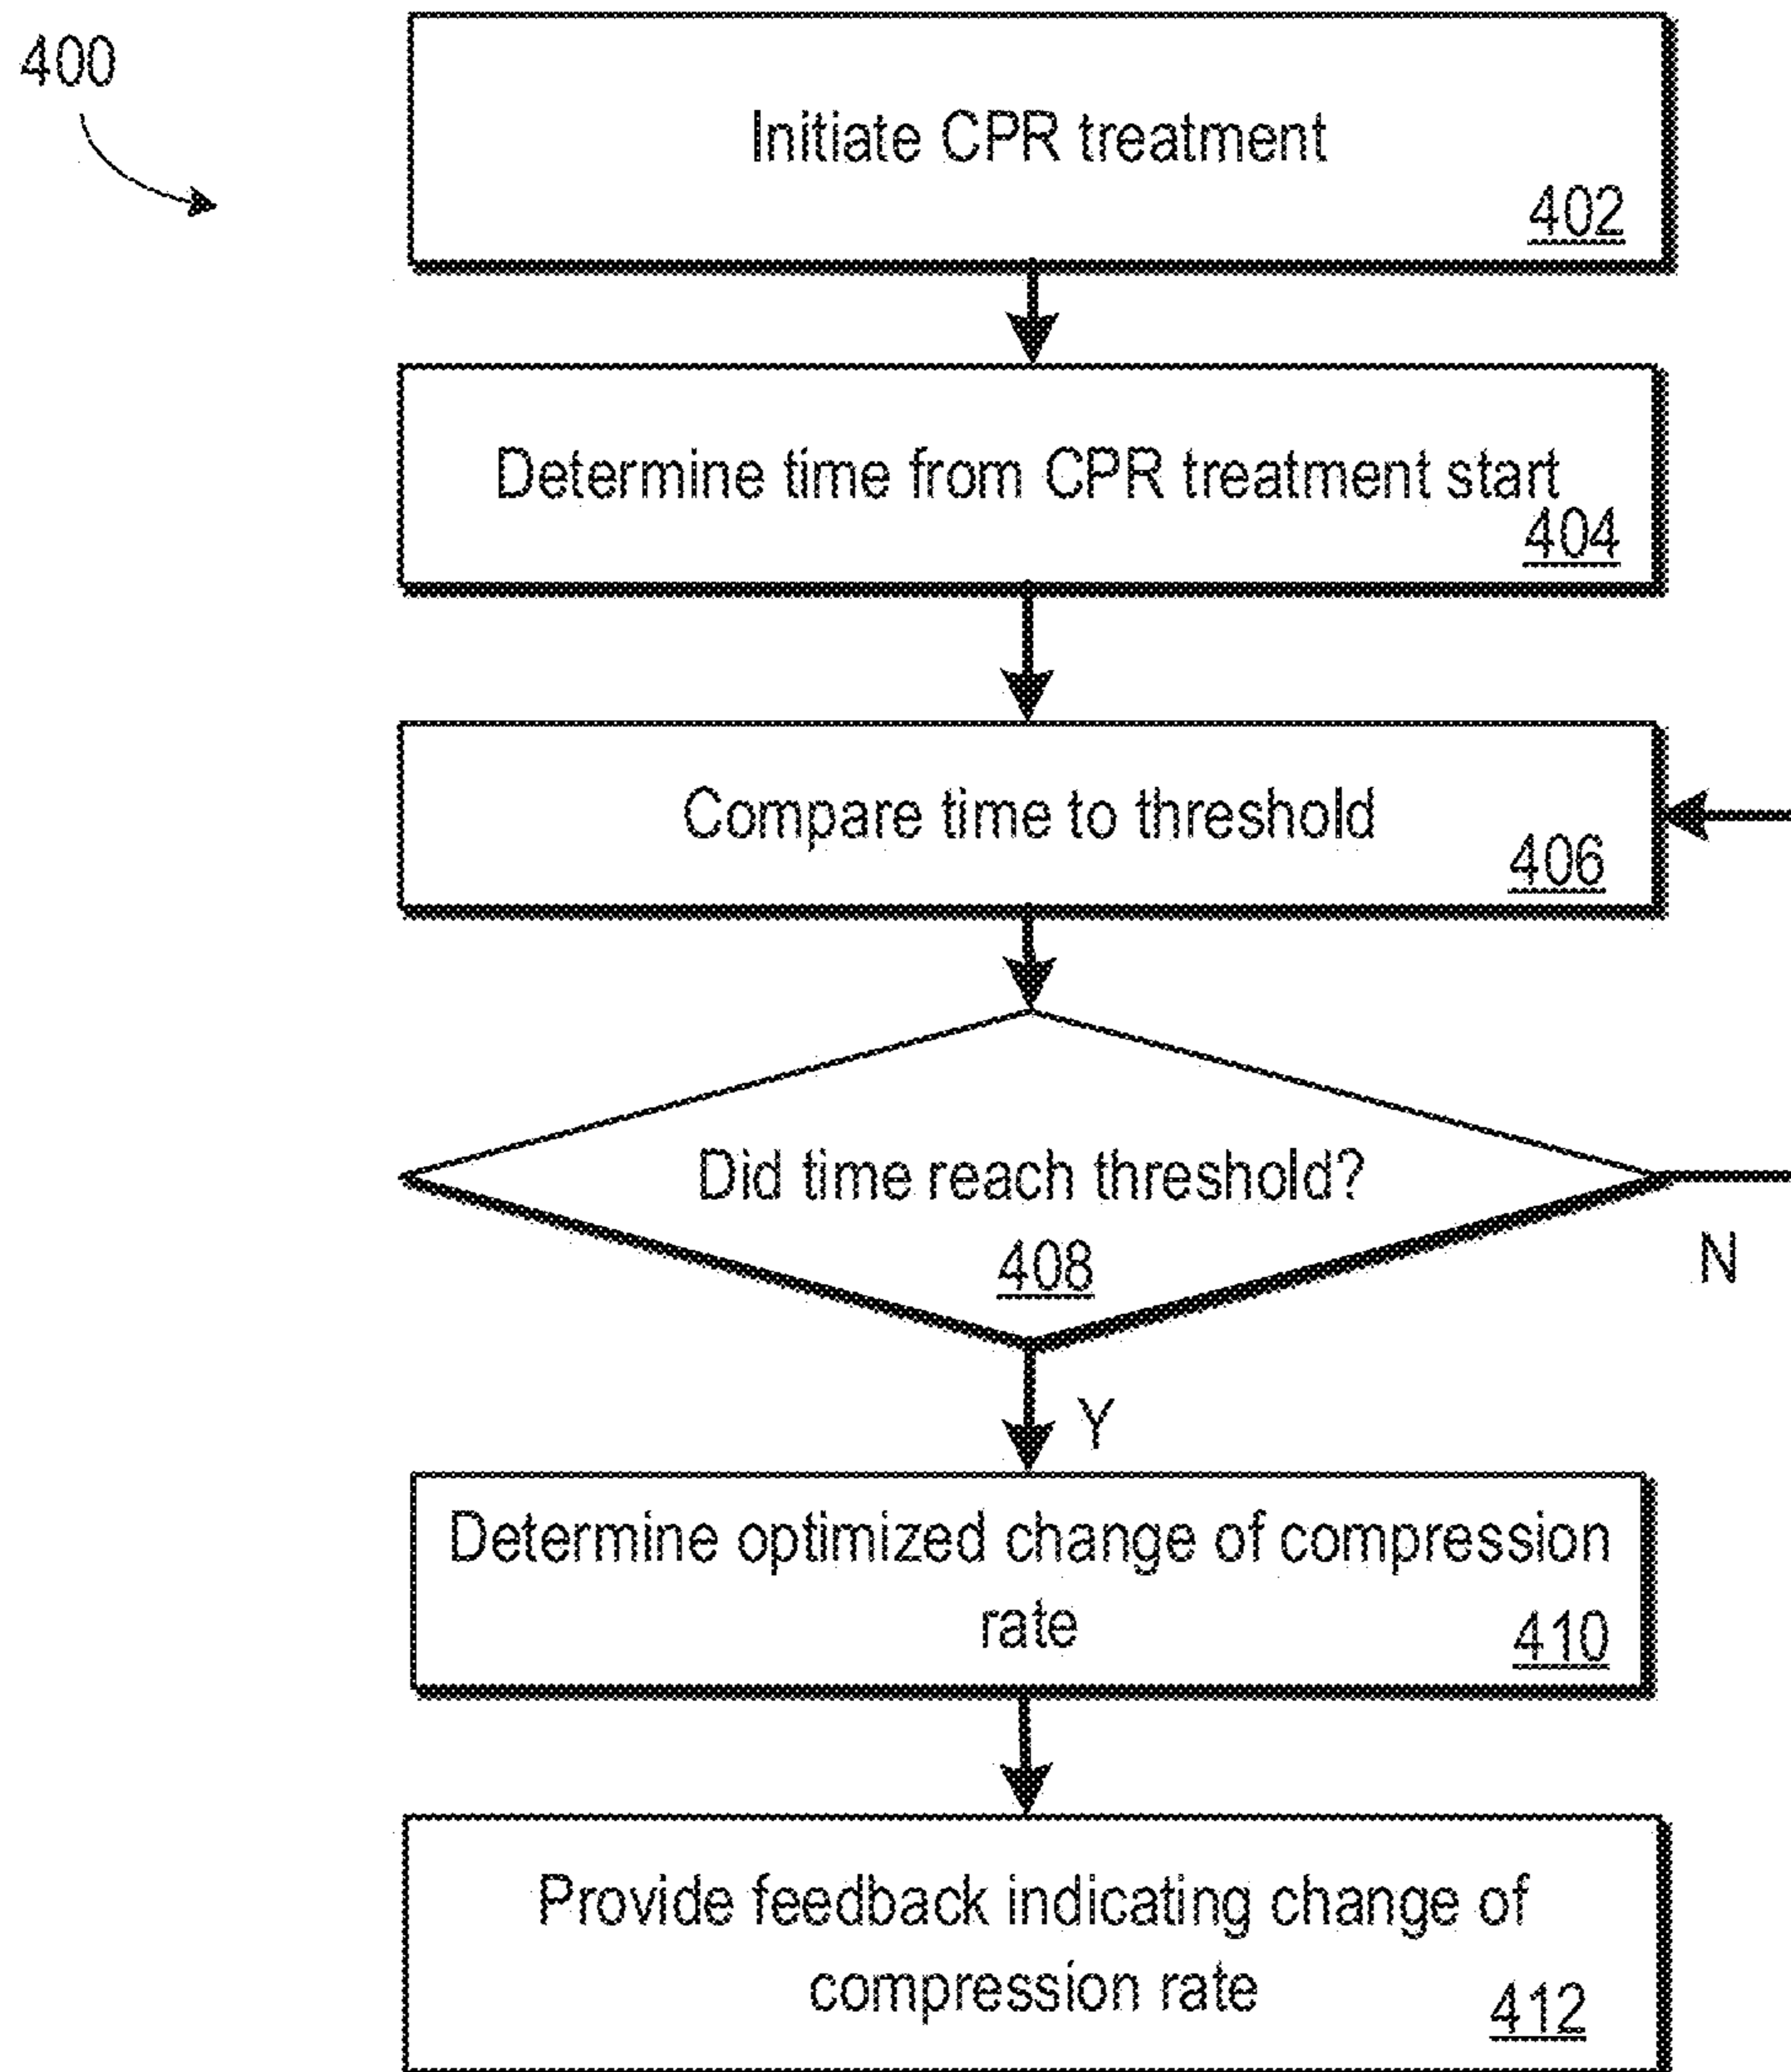 400
Initiate CPR treatment
402
Determine time from CPR treatment start
404
Compare time to threshold
406
Did time reach threshold?
408
N
Y
Determine optimized change of compression
rate
410
Provide feedback indicating change of
compression rate
412